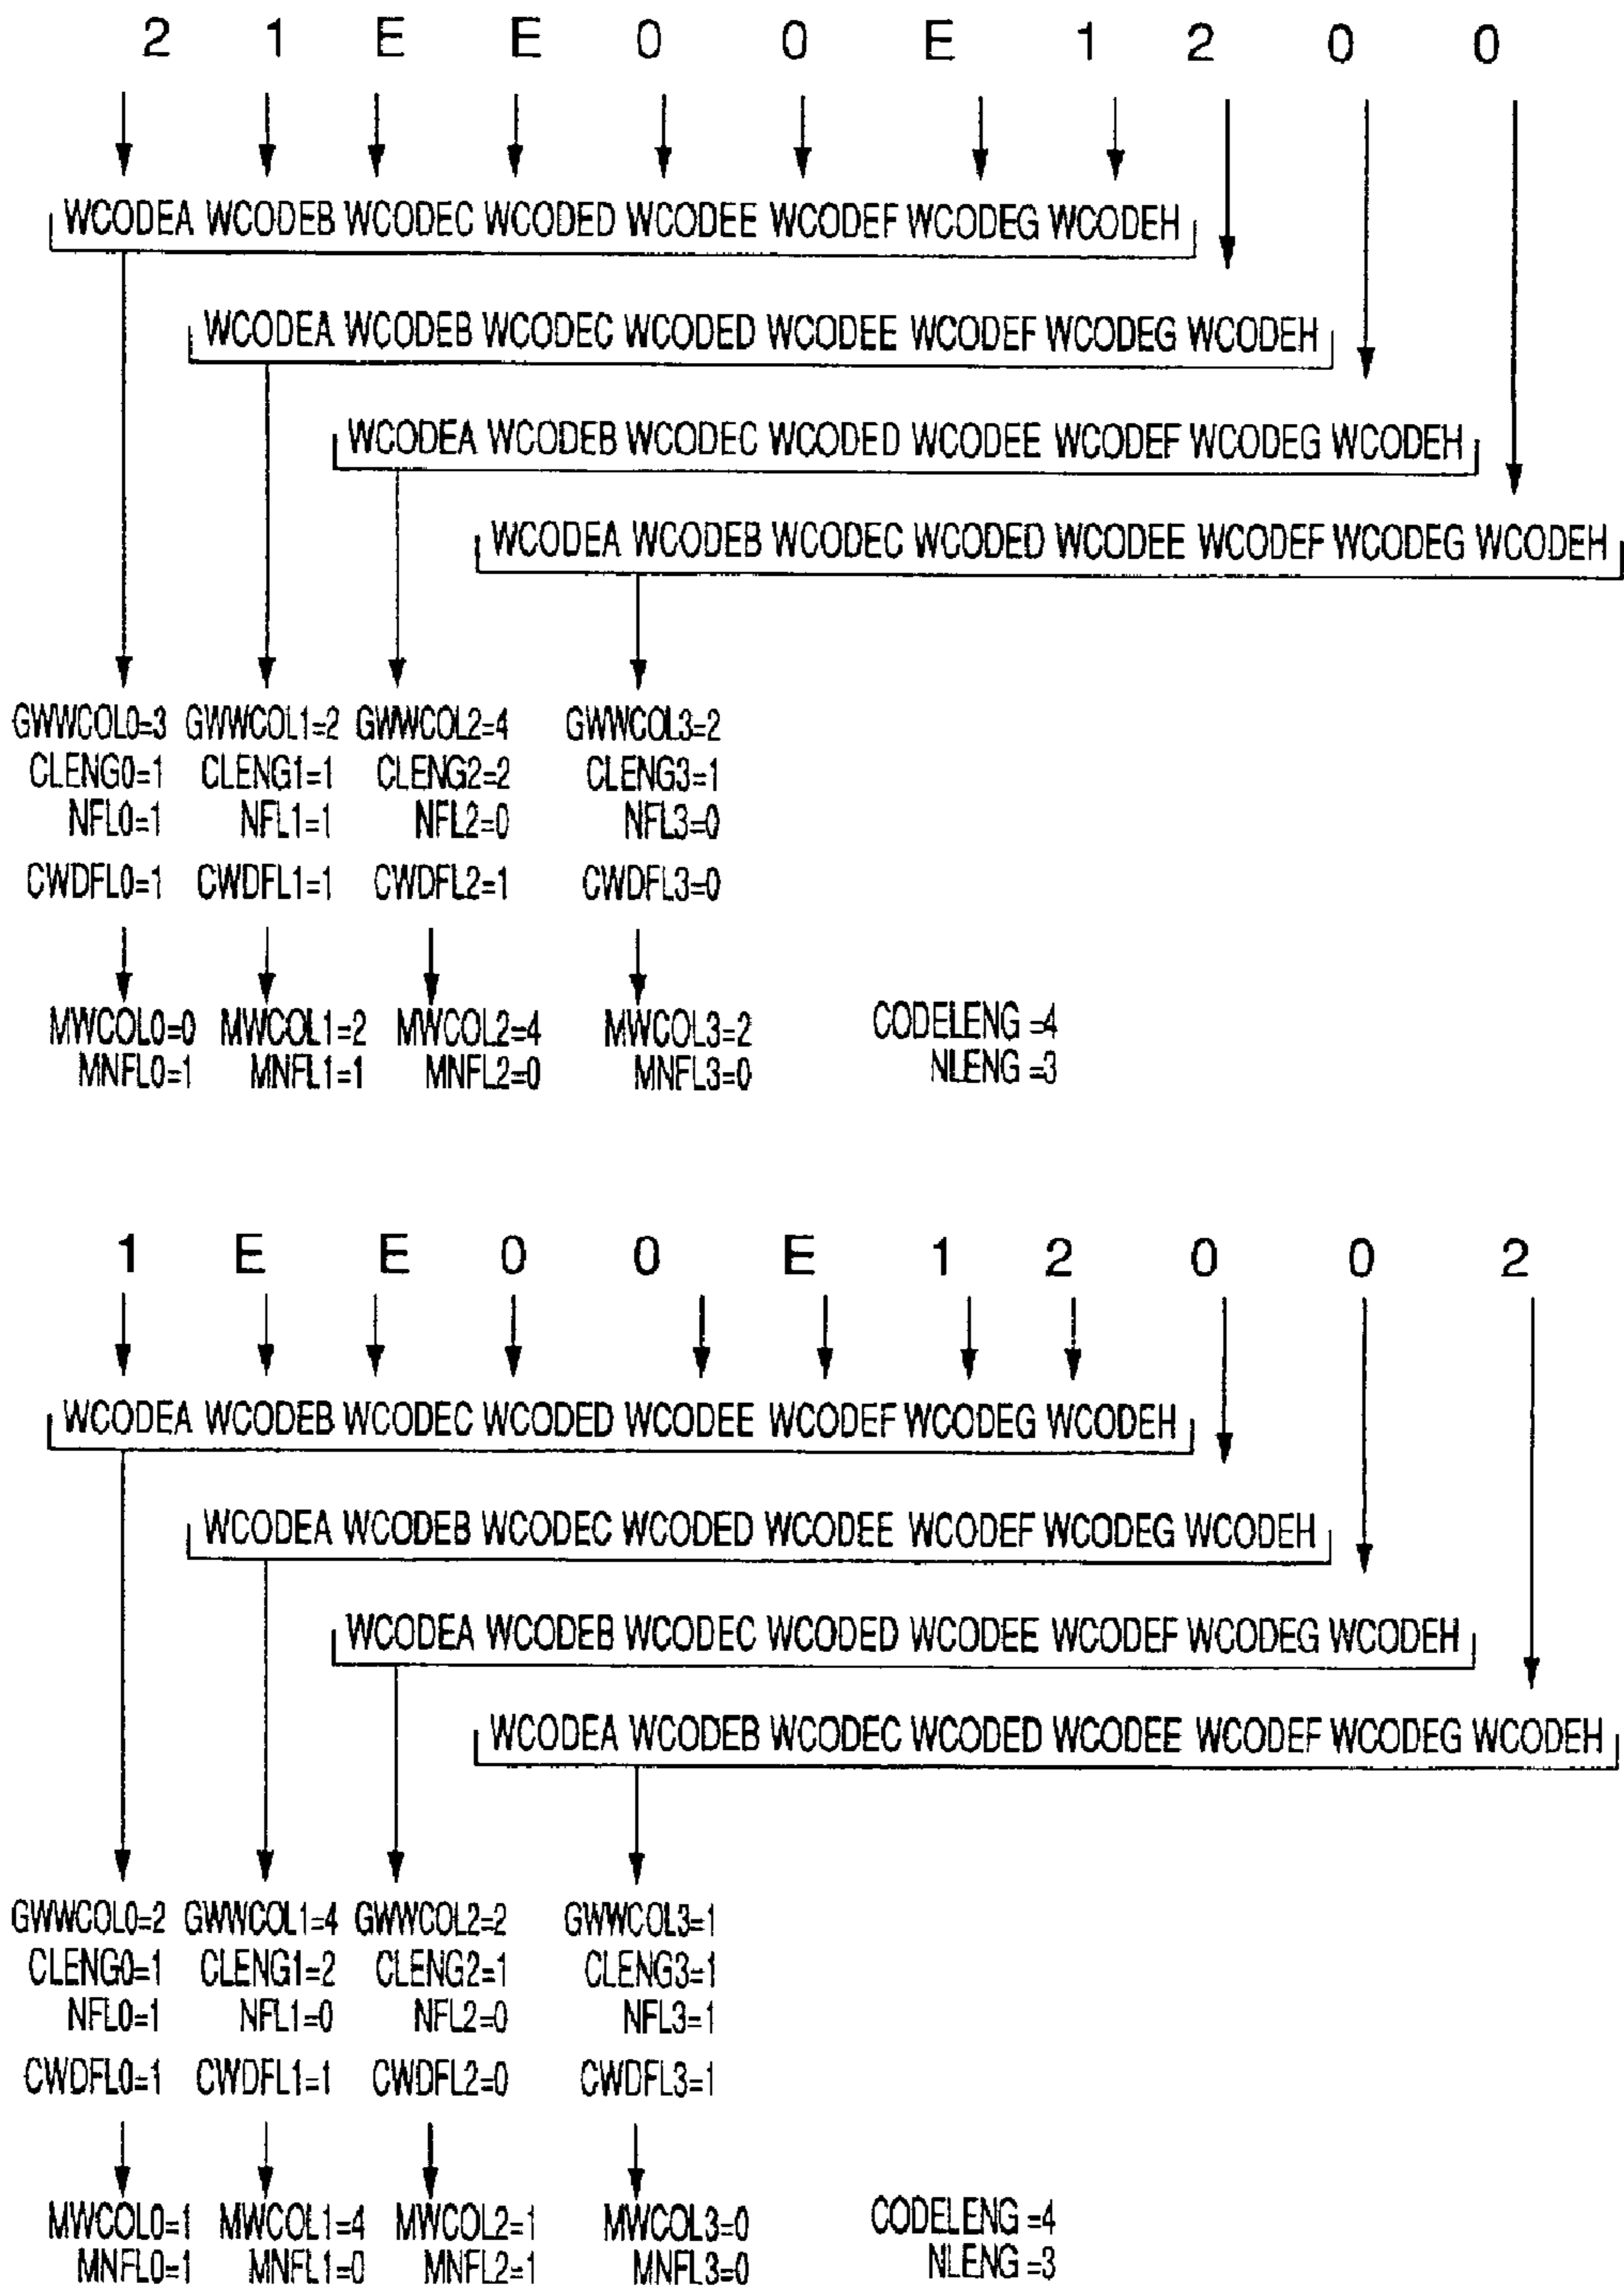 2 1 E E 0 0 E 1 2 0 0
WCODEA WCODEB WCODEC WCODED WCODEE WCODEF WCODEG WCODEH
WCODEA WCODEB WCODEC WCODED WCODEE WCODEF WCODEG WCODEH
WCODEA WCODEB WCODEC WCODED WCODEE WCODEF WCODEG WCODEH
WCODEA WCODEB WCODEC WCODED WCODEE WCODEF WCODEG WCODEH
GWWCOL0=3 GWWCOL1=2 GWWCOL2=4 GWWCOL3=2
CLENG0=1 CLENG1=1 CLENG2=2 CLENG3=1
NFL0=1 NFL1=1 NFL2=0 NFL3=0
CWDFL0=1 CWDFL1=1 CWDFL2=1 CWDFL3=0
MWCOL0=0 MWCOL1=2 MWCOL2=4 MWCOL3=2 CODELENG =4
MNFL0=1 MNFL1=1 MNFL2=0 MNFL3=0 NLENG =3
1 E E 0 0 E 1 2 0 0 2
WCODEA WCODEB WCODEC WCODED WCODEE WCODEF WCODEG WCODEH
WCODEA WCODEB WCODEC WCODED WCODEE WCODEF WCODEG WCODEH
WCODEA WCODEB WCODEC WCODED WCODEE WCODEF WCODEG WCODEH
WCODEA WCODEB WCODEC WCODED WCODEE WCODEF WCODEG WCODEH
GWWCOL0=2 GWWCOL1=4 GWWCOL2=2 GWWCOL3=1
CLENG0=1 CLENG1=2 CLENG2=1 CLENG3=1
NFL0=1 NFL1=0 NFL2=0 NFL3=1
CWDFL0=1 CWDFL1=1 CWDFL2=0 CWDFL3=1
MWCOL0=1 MWCOL1=4 MWCOL2=1 MWCOL3=0 CODELENG =4
MNFL0=1 MNFL1=0 MNFL2=1 MNFL3=0 NLENG =3